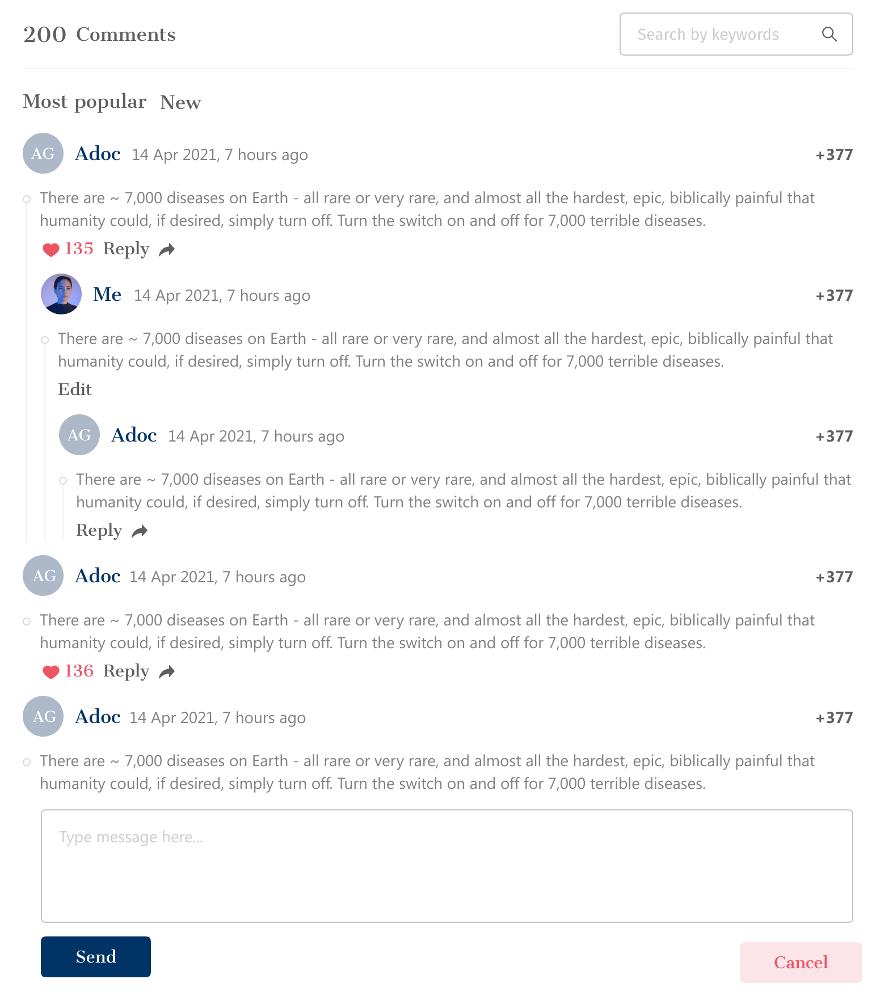 200 Comments
Search by keywords
Most popular New
AG Adoc 14 Apr 2021, 7 hours ago +377
There are ~ 7,000 diseases on Earth - all rare or very rare, and almost all the hardest, epic, biblically painful that
humanity could, if desired, simply turn off. Turn the switch on and off for 7,000 terrible diseases.
135 Reply
Me 14 Apr 2021, 7 hours ago +377
There are ~ 7,000 diseases on Earth - all rare or very rare, and almost all the hardest, epic, biblically painful that
humanity could, if desired, simply turn off. Turn the switch on and off for 7,000 terrible diseases.
Edit
AG Adoc 14 Apr 2021, 7 hours ago +377
There are ~ 7,000 diseases on Earth - all rare or very rare, and almost all the hardest, epic, biblically painful that
humanity could, if desired, simply turn off. Turn the switch on and off for 7,000 terrible diseases.
Reply
AG Adoc 14 Apr 2021, 7 hours ago +377
There are ~ 7,000 diseases on Earth - all rare or very rare, and almost all the hardest, epic, biblically painful that
humanity could, if desired, simply turn off. Turn the switch on and off for 7,000 terrible diseases.
136 Reply
AG Adoc 14 Apr 2021, 7 hours ago +377
There are ~ 7,000 diseases on Earth - all rare or very rare, and almost all the hardest, epic, biblically painful that
humanity could, if desired, simply turn off. Turn the switch on and off for 7,000 terrible diseases.
Type message here...
Send
Cancel